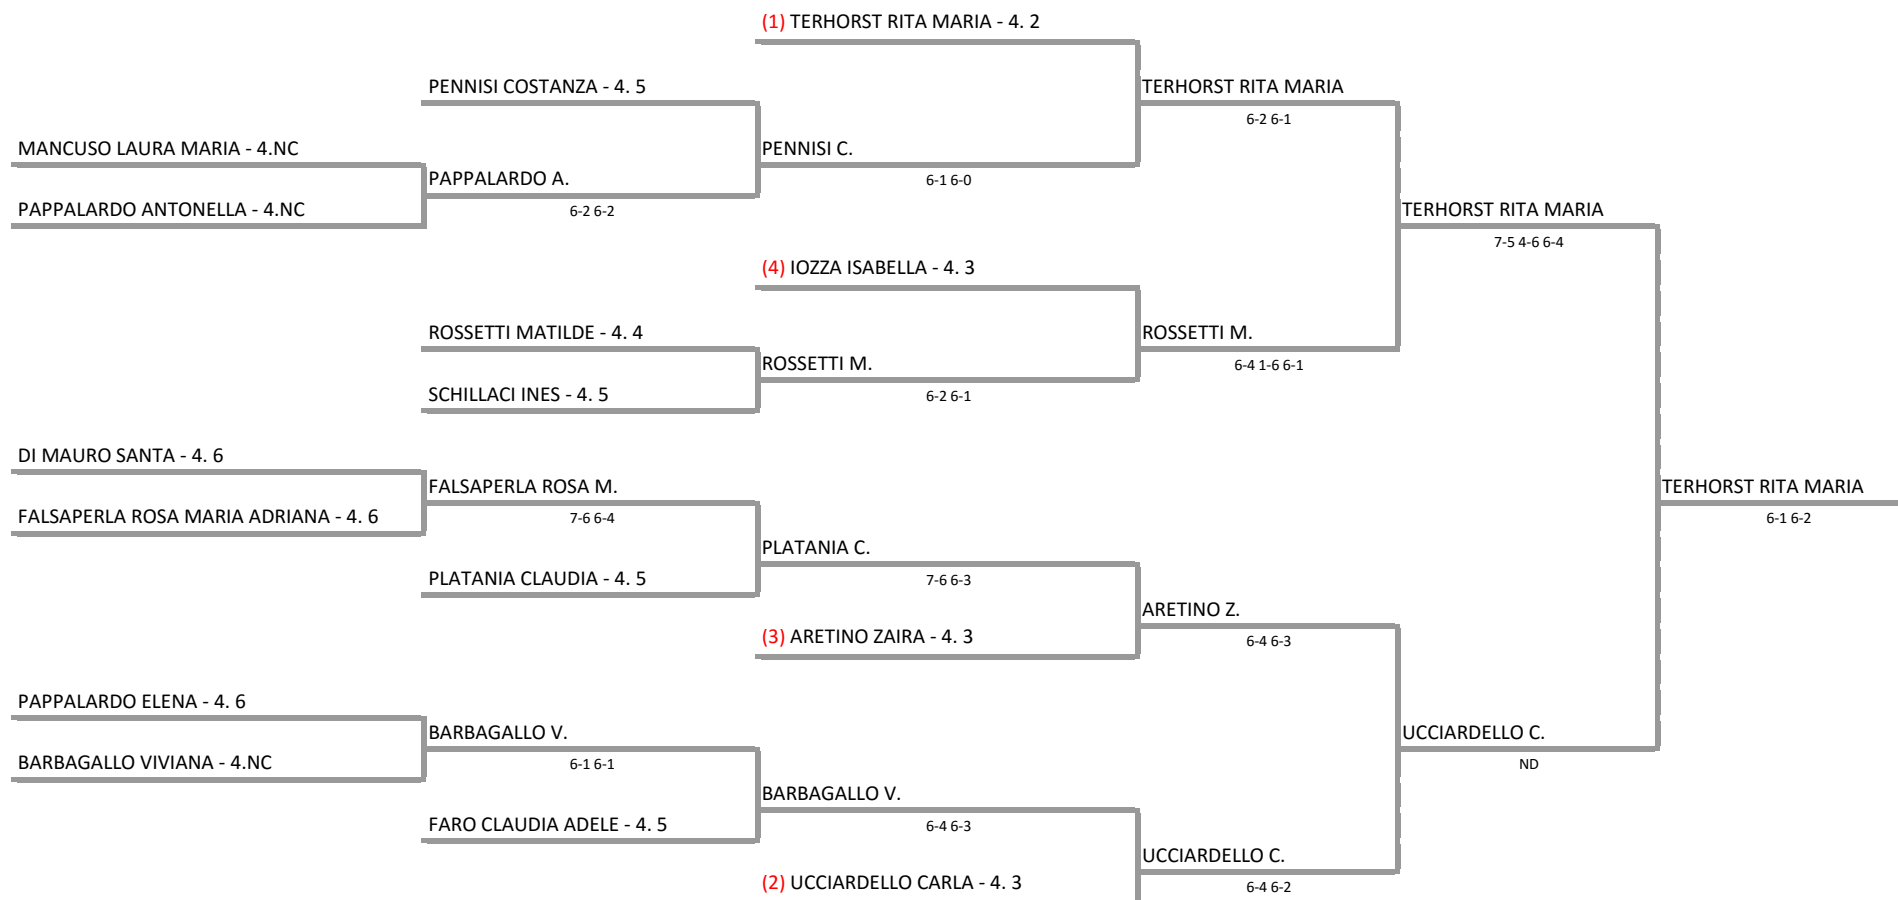 (1) TERHORST RITA MARIA - 4. 2
PENNISI COSTANZA - 4. 5
TERHORST RITA MARIA
6-2 6-1
MANCUSO LAURA MARIA - 4.NC
PENNISI C.
PAPPALARDO A.
6-1 6-0
PAPPALARDO ANTONELLA - 4.NC
6-2 6-2
TERHORST RITA MARIA
7-5 4-6 6-4
(4) IOZZA ISABELLA - 4. 3
ROSSETTI MATILDE - 4. 4
ROSSETTI M.
ROSSETTI M.
6-4 1-6 6-1
SCHILLACI INES - 4. 5
6-2 6-1
DI MAURO SANTA - 4. 6
FALSAPERLA ROSA M.
TERHORST RITA MARIA
FALSAPERLA ROSA MARIA ADRIANA - 4. 6
7-6 6-4
6-1 6-2
PLATANIA C.
PLATANIA CLAUDIA - 4. 5
7-6 6-3
ARETINO Z.
(3) ARETINO ZAIRA - 4. 3
6-4 6-3
PAPPALARDO ELENA - 4. 6
BARBAGALLO V.
UCCIARDELLO C.
BARBAGALLO VIVIANA - 4.NC
6-1 6-1
ND
BARBAGALLO V.
FARO CLAUDIA ADELE - 4. 5
6-4 6-3
UCCIARDELLO C.
(2) UCCIARDELLO CARLA - 4. 3
6-4 6-2